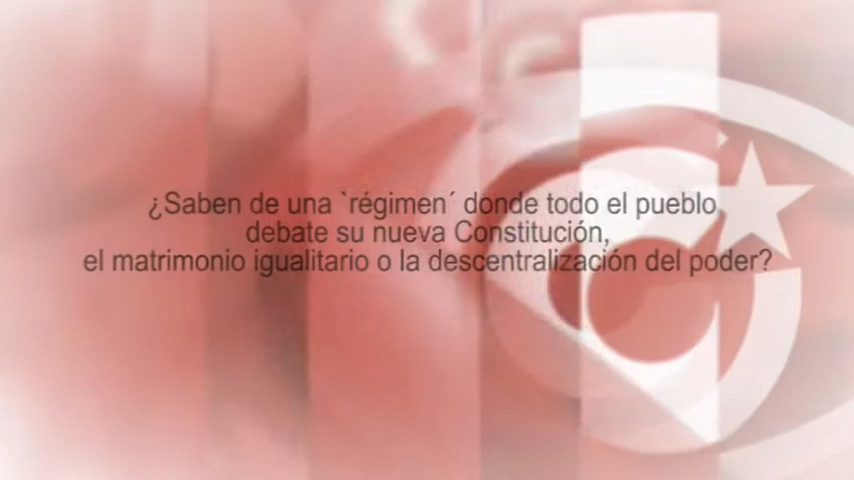 ¿Saben de una `régimen´ donde todo el pueblo
debate su nueva Constitución,
el matrimonio igualitario o la descentralización del poder?